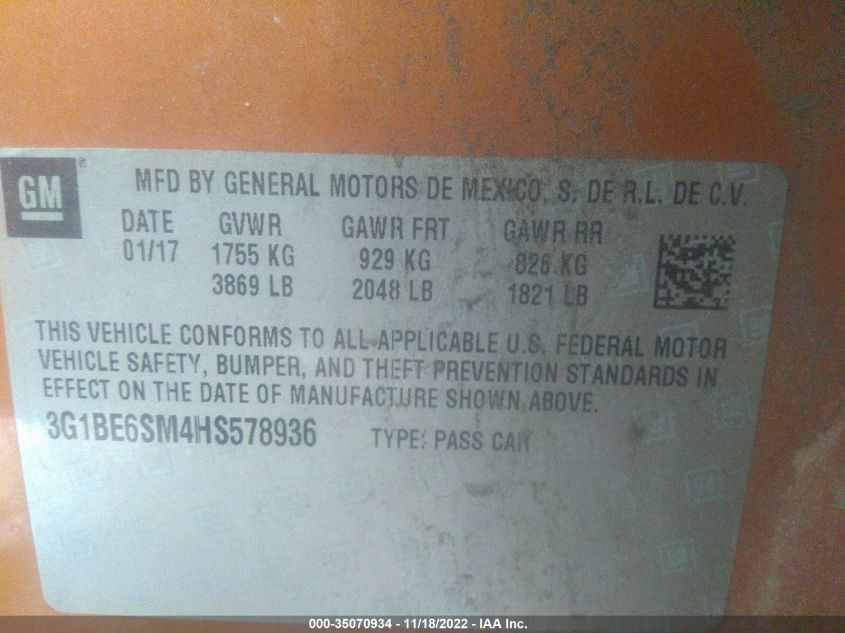 GM ®
MFD BY GENERAL MOTORS DE MEXICO, S. DE R.L. DE C.V.
DATE GVWR GAWR FRT GAWR RR
01/17 1755 KG 929 KG 826 KG
3869 LB 2048 LB 1821 LB
THIS VEHICLE CONFORMS TO ALL APPLICABLE U.S. FEDERAL MOTOR
VEHICLE SAFETY, BUMPER, AND THEFT PREVENTION STANDARDS IN
EFFECT ON THE DATE OF MANUFACTURE SHOWN ABOVE.
3G1BE6SM4HS578936 TYPE: PASS CAR
000-35070934 - 11/18/2022 - IAA Inc.